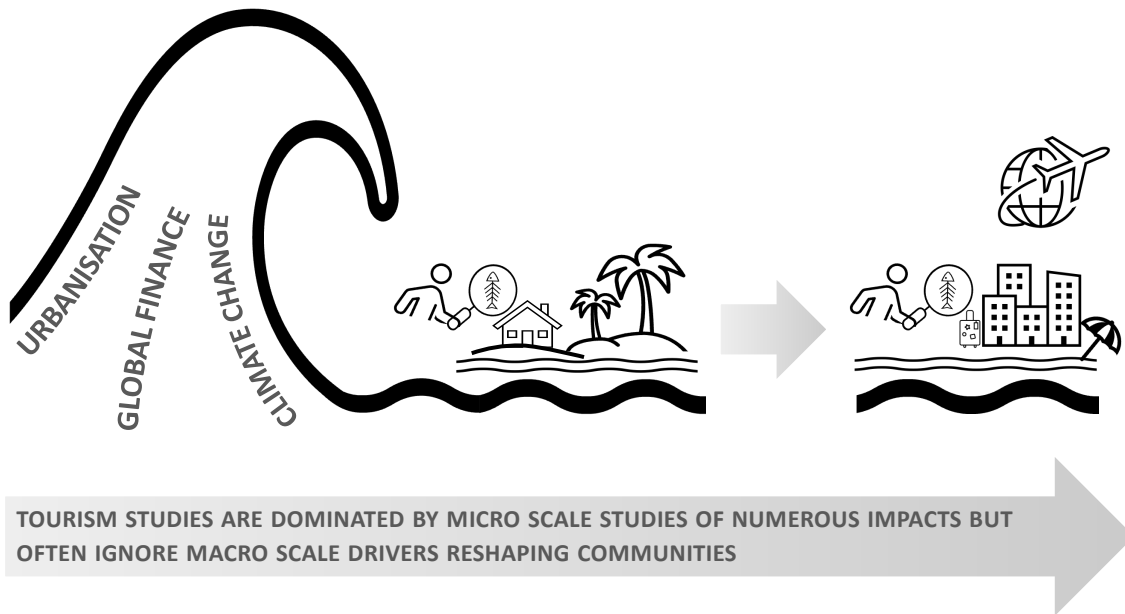 URBANISATION
GLOBAL FINANCE
CLIMATE CHANGE
TOURISM STUDIES ARE DOMINATED BY MICRO SCALE STUDIES OF NUMEROUS IMPACTS BUT
OFTEN IGNORE MACRO SCALE DRIVERS RESHAPING COMMUNITIES